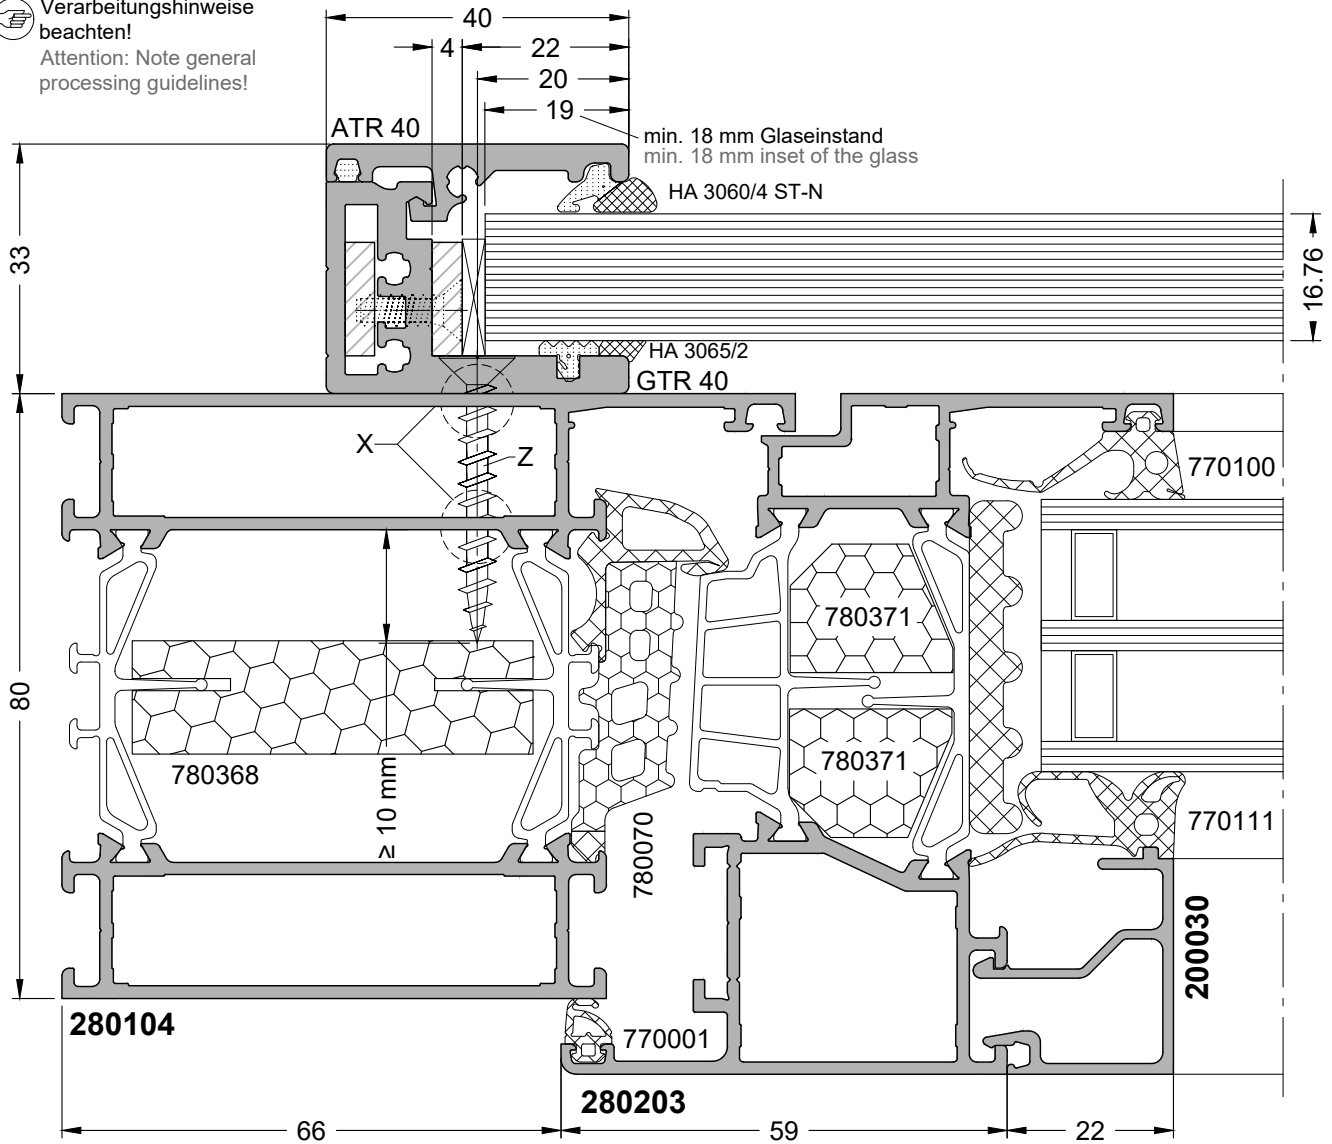 Verarbeitungshinweise
beachten!
Attention: Note general
processing guidelines!
40
4
22
20
19
ATR 40
min. 18 mm Glaseinstand
min. 18 mm inset of the glass
HA 3060/4 ST-N
33
16.76
HA 3065/2
GTR 40
X
Z
770100
780371
80
780371
780368
≥ 10 mm
780070
770111
200030
280104
770001
280203
66
59
22